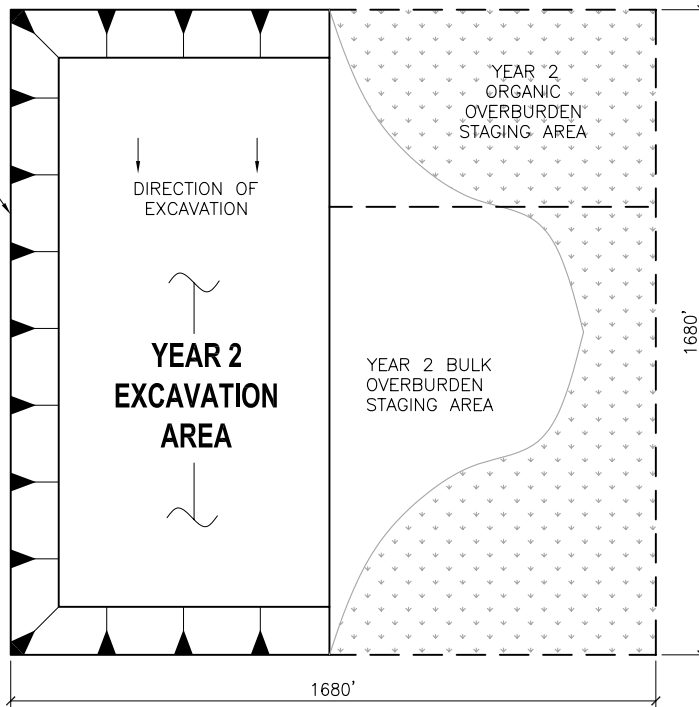 YEAR 2
ORGANIC
OVERBURDEN
STAGING AREA
DIRECTION OF
EXCAVATION
YEAR 2
EXCAVATION
AREA
YEAR 2 BULK
OVERBURDEN
STAGING AREA
1680'
1680'